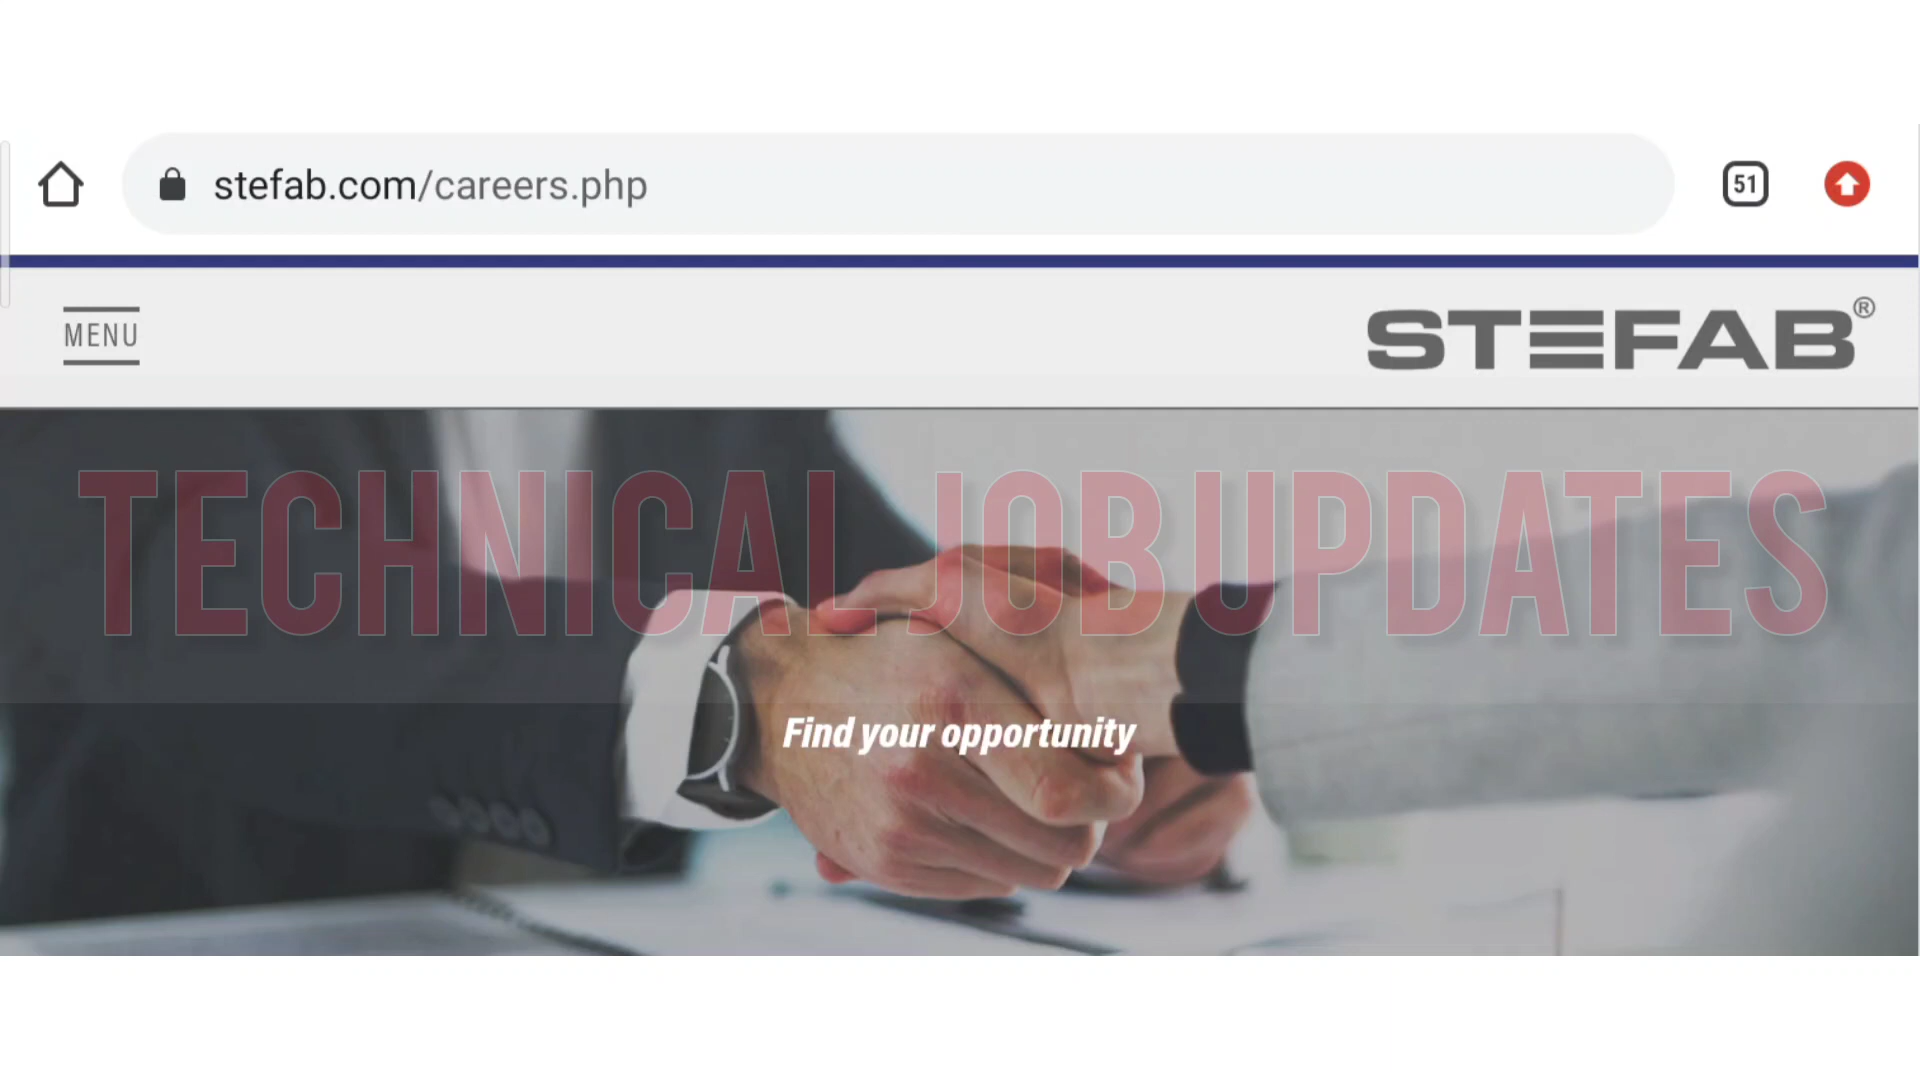 stefab.com/careers.php
51
MENU
STEFAB®
TECHNICAL JOB UPDATES
Find your opportunity